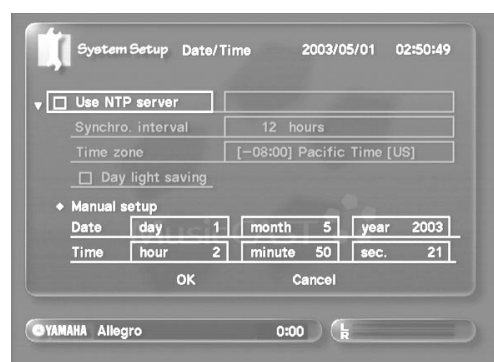 System Setup Date/Time 2003/05/01 02:50:49
Use NTP server
Synchro. interval 12 hours
Time zone [-08:00] Pacific Time [US]
Day light saving
Manual setup
Date day 1 month 5 year 2003
Time hour 2 minute 50 sec. 21
OK Cancel
YAMAHA Allegro 0:00 L R